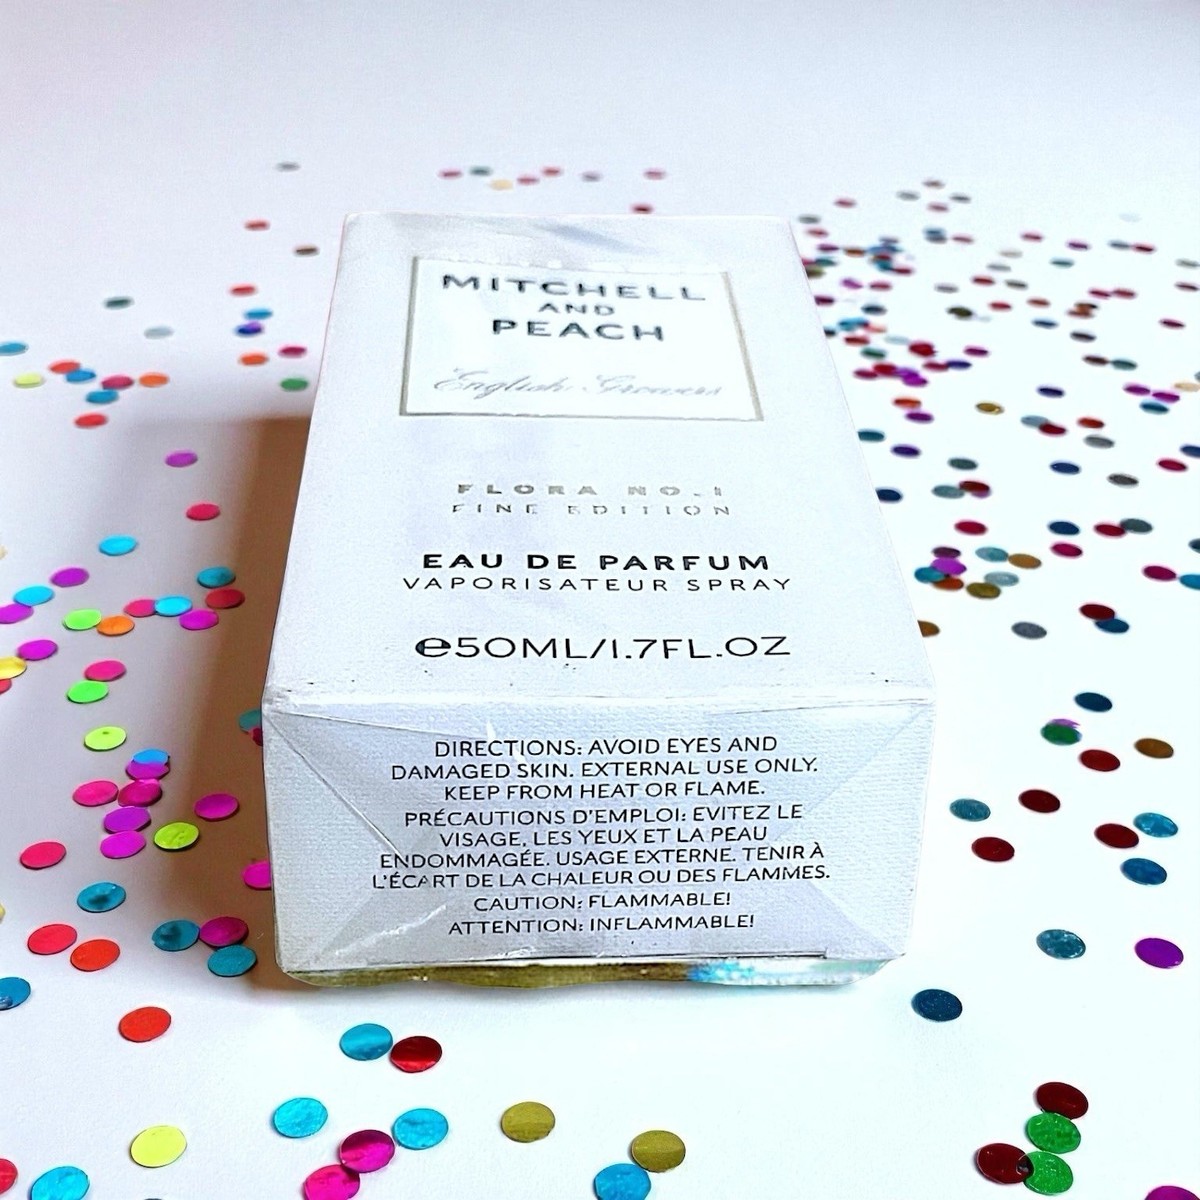 MITCHELL
AND
PEACH
English Growers
FLORA NO.1
FINE EDITION
EAU DE PARFUM
VAPORISATEUR SPRAY
℮50ML/1.7FL.OZ
DIRECTIONS: AVOID EYES AND
DAMAGED SKIN. EXTERNAL USE ONLY.
KEEP FROM HEAT OR FLAME.
PRÉCAUTIONS D'EMPLOI: EVITEZ LE
VISAGE, LES YEUX ET LA PEAU
ENDOMMAGÉE. USAGE EXTERNE. TENIR À
L'ÉCART DE LA CHALEUR OU DES FLAMMES.
CAUTION: FLAMMABLE!
ATTENTION: INFLAMMABLE!